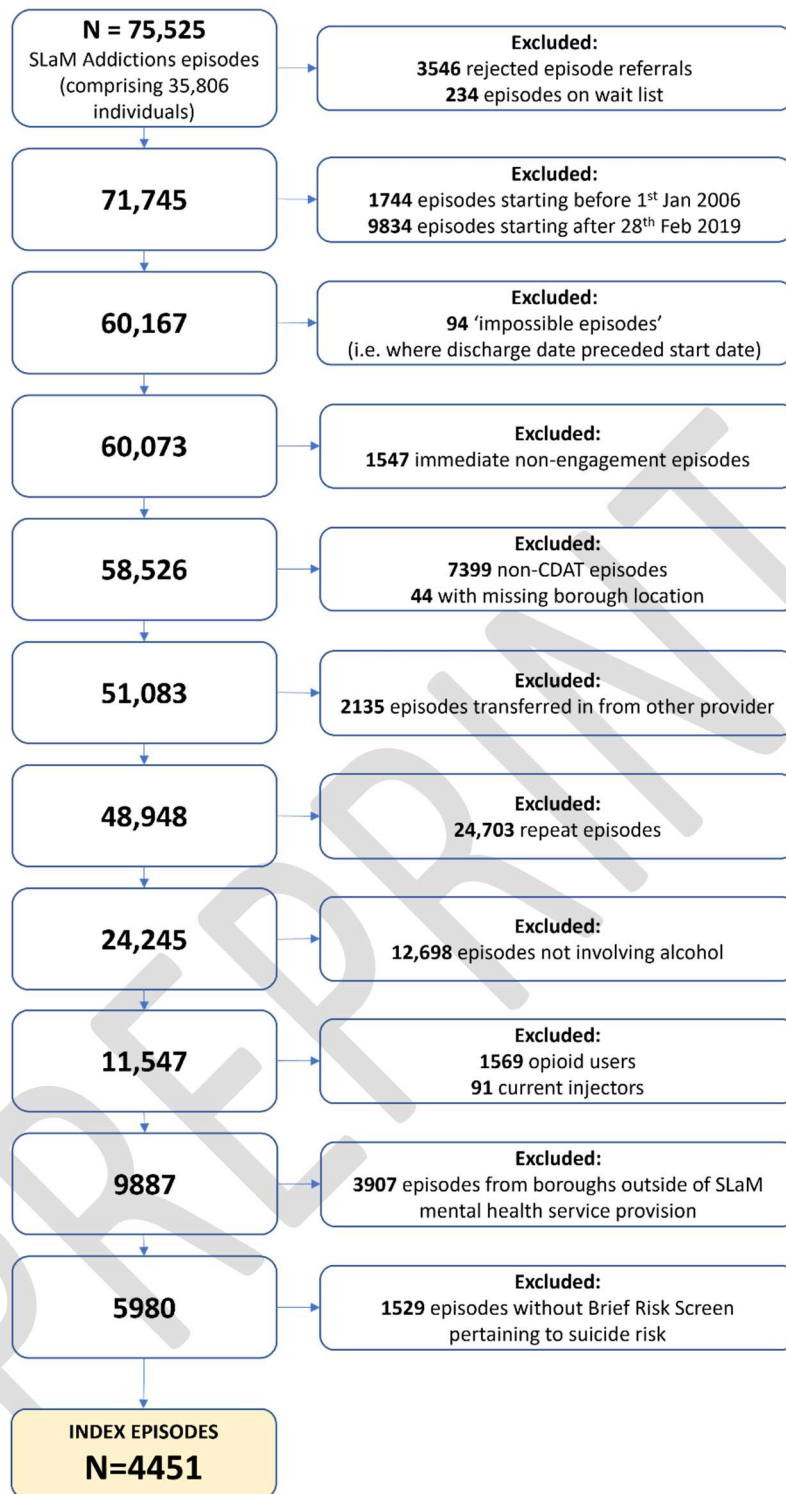 N = 75,525
SLaM Addictions episodes
(comprising 35,806
individuals)
Excluded:
3546 rejected episode referrals
234 episodes on wait list
71,745
Excluded:
1744 episodes starting before 1st Jan 2006
9834 episodes starting after 28th Feb 2019
60,167
Excluded:
94 ‘impossible episodes’
(i.e. where discharge date preceded start date)
60,073
Excluded:
1547 immediate non-engagement episodes
58,526
Excluded:
7399 non-CDAT episodes
44 with missing borough location
51,083
Excluded:
2135 episodes transferred in from other provider
48,948
Excluded:
24,703 repeat episodes
24,245
Excluded:
12,698 episodes not involving alcohol
11,547
Excluded:
1569 opioid users
91 current injectors
9887
Excluded:
3907 episodes from boroughs outside of SLaM
mental health service provision
5980
Excluded:
1529 episodes without Brief Risk Screen
pertaining to suicide risk
INDEX EPISODES
N=4451
PREPRINT